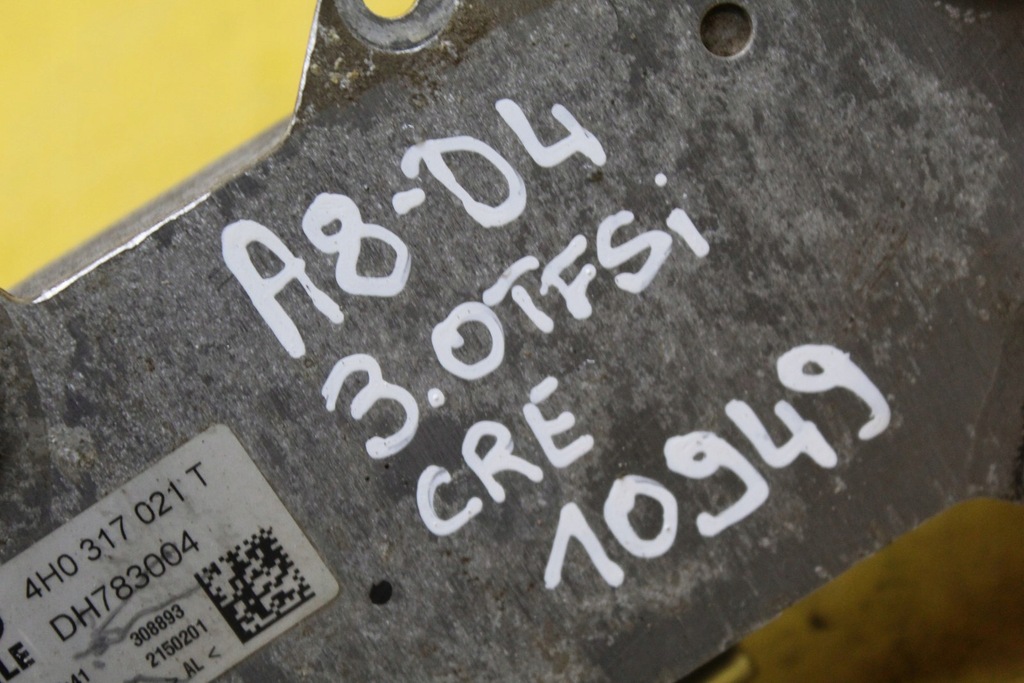 A8-D4
3.0TFSi
CRE
10949
4H0 317 021 T
DH783004
308893
2150201
> AL <